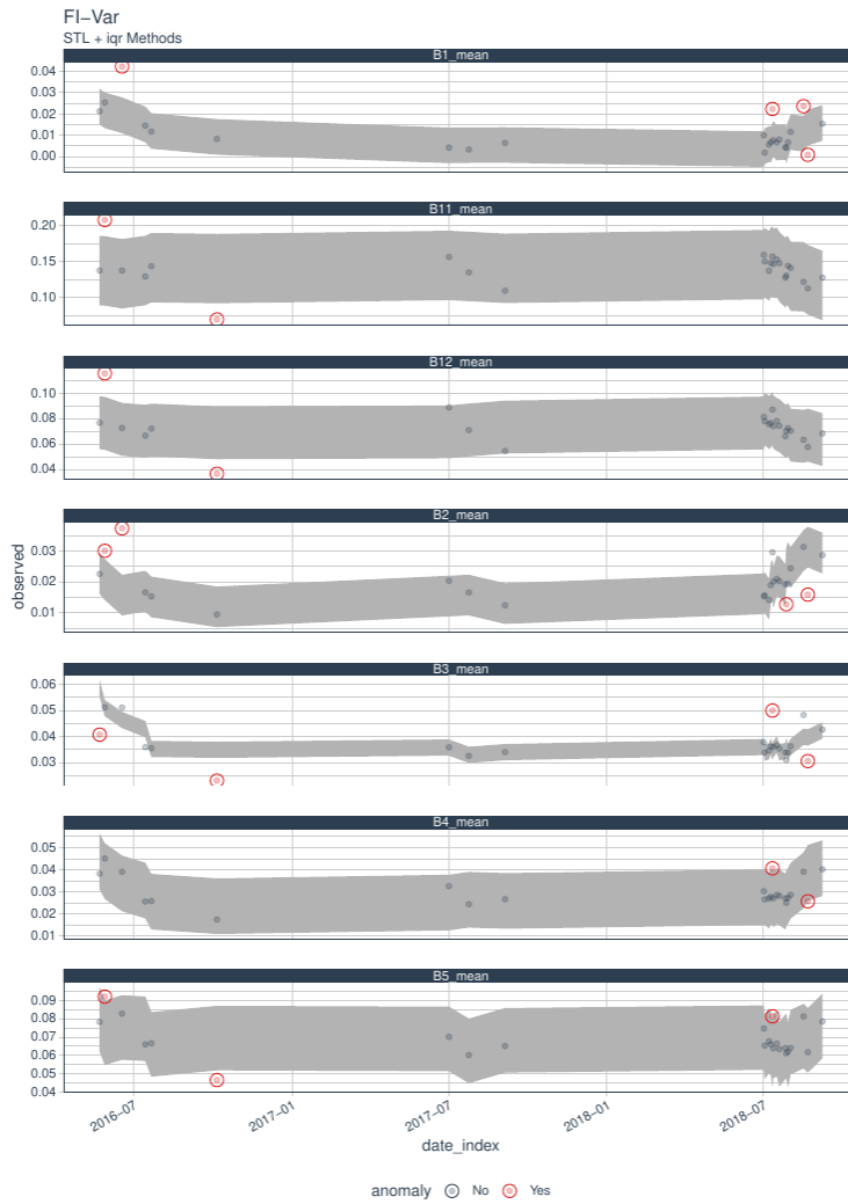 FI−Var
STL + iqr Methods
B1_mean
0.04
0.03
0.02
0.01
0.00
B11_mean
0.20
0.15
0.10
B12_mean
0.10
0.08
0.06
0.04
B2_mean
0.03
0.02
0.01
B3_mean
0.06
0.05
0.04
0.03
B4_mean
0.05
0.04
0.03
0.02
0.01
B5_mean
0.09
0.08
0.07
0.06
0.05
0.04
observed
2016−07 2017−01 2017−07 2018−01 2018−07
date_index
anomaly No Yes